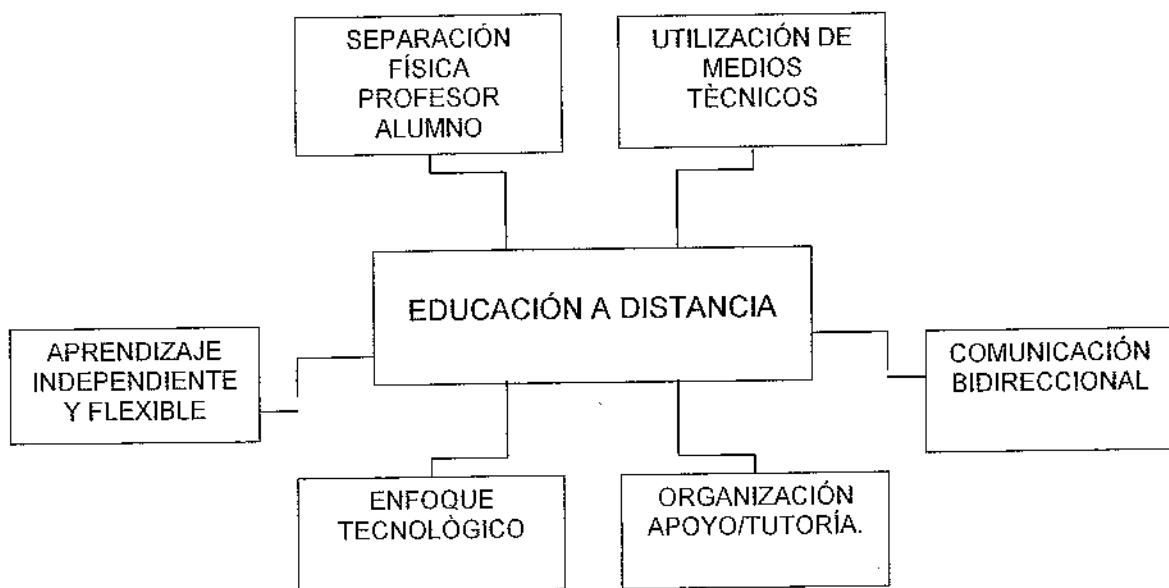 SEPARACIÓN
FÍSICA
PROFESOR
ALUMNO
UTILIZACIÓN DE
MEDIOS
TÈCNICOS
EDUCACIÓN A DISTANCIA
APRENDIZAJE
INDEPENDIENTE
Y FLEXIBLE
COMUNICACIÓN
BIDIRECCIONAL
ENFOQUE
TECNOLÒGICO
ORGANIZACIÓN
APOYO/TUTORÍA.